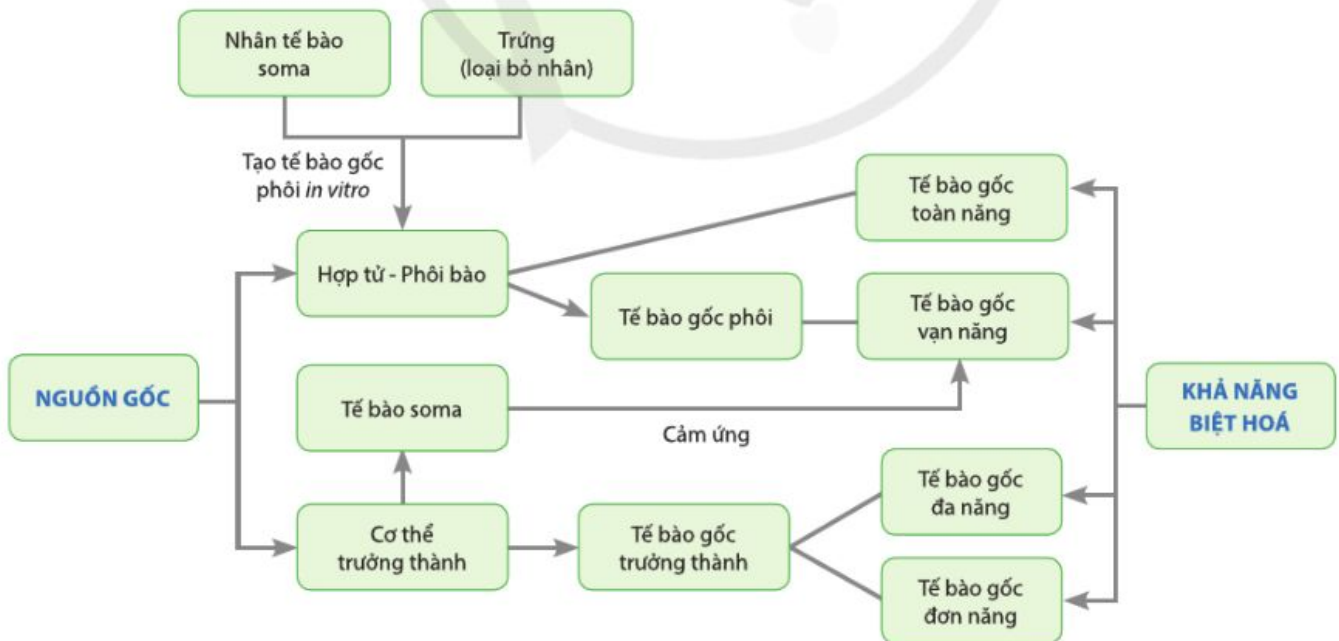 Nhân tế bào
soma
Trứng
(loại bỏ nhân)
Tạo tế bào gốc
phôi in vitro
Tế bào gốc
toàn năng
Hợp tử - Phôi bào
Tế bào gốc phôi
Tế bào gốc
vạn năng
NGUỒN GỐC
Tế bào soma
Cảm ứng
KHẢ NĂNG
BIỆT HOÁ
Tế bào gốc
đa năng
Cơ thể
trưởng thành
Tế bào gốc
trưởng thành
Tế bào gốc
đơn năng